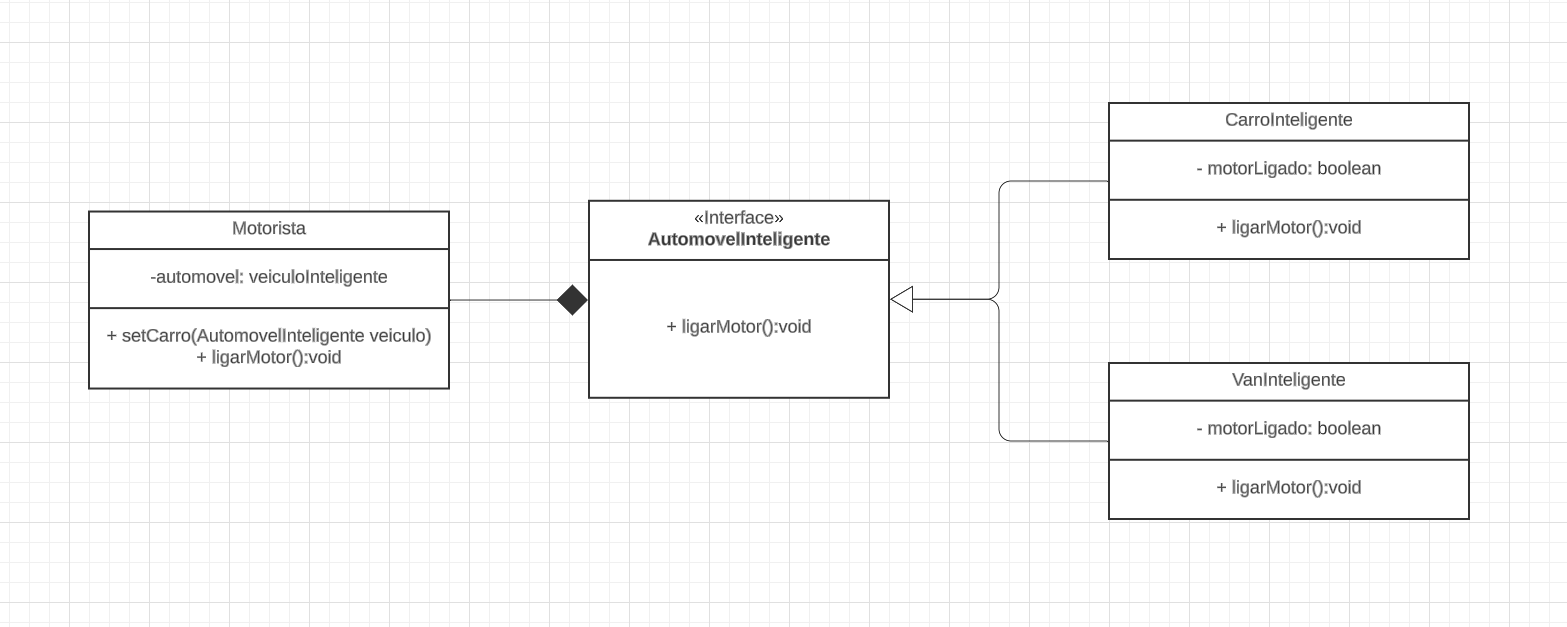 Motorista
-automovel: veiculoInteligente
+ setCarro(AutomovelInteligente veiculo)
+ ligarMotor():void
«Interface»
AutomovelInteligente
+ ligarMotor():void
CarroInteligente
- motorLigado: boolean
+ ligarMotor():void
VanInteligente
- motorLigado: boolean
+ ligarMotor():void